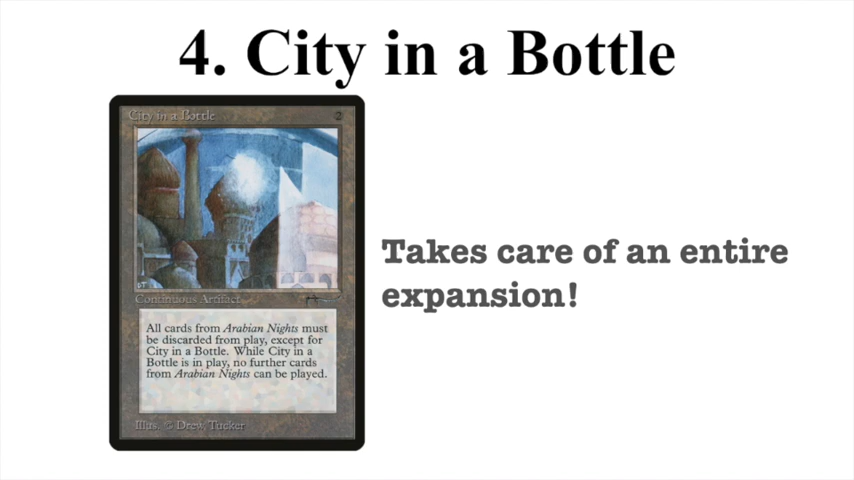 4. City in a Bottle
City in a Bottle 2
Continuous Artifact
All cards from Arabian Nights must
be discarded from play, except for
City in a Bottle. While City in a
Bottle is in play, no further cards
from Arabian Nights can be played.
Illus. © Drew Tucker
Takes care of an entire
expansion!